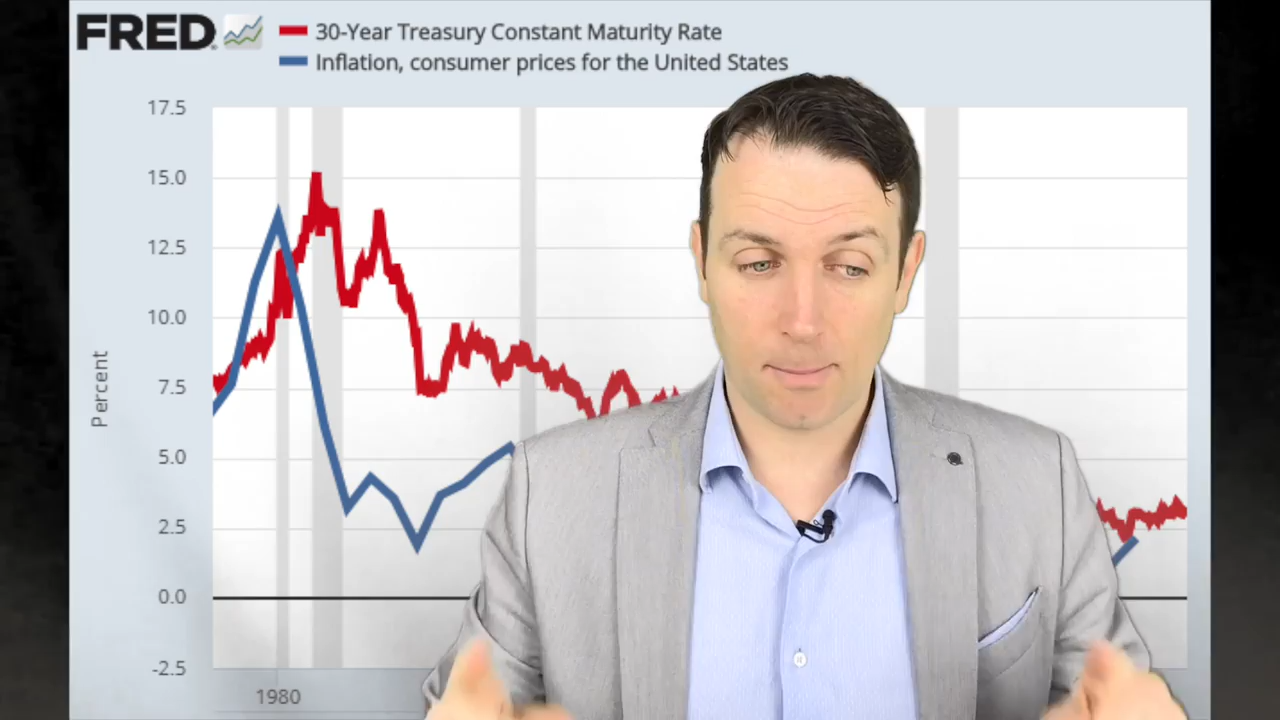 FRED
30-Year Treasury Constant Maturity Rate
Inflation, consumer prices for the United States
17.5
15.0
12.5
10.0
7.5
5.0
2.5
0.0
-2.5
Percent
1980